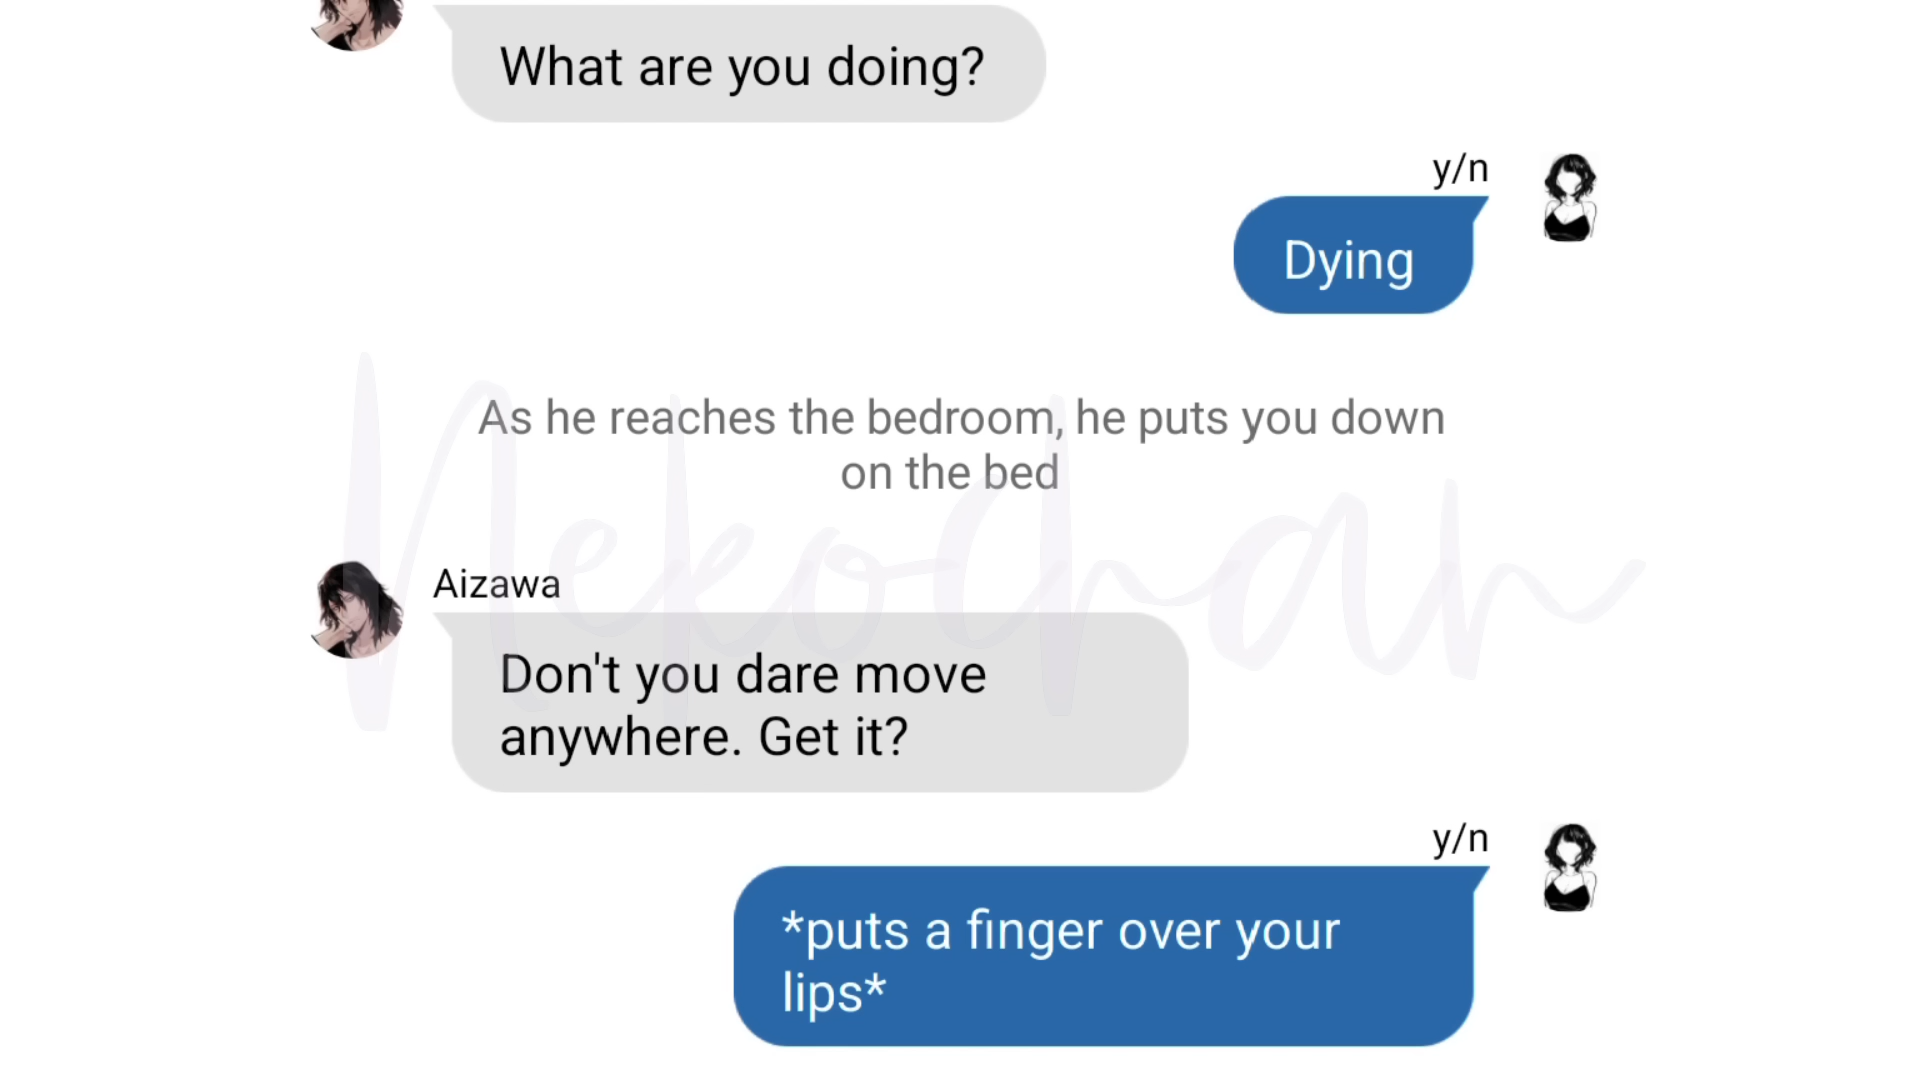 What are you doing?
y/n
Dying
As he reaches the bedroom, he puts you down
on the bed
Nekochan
Aizawa
Don't you dare move
anywhere. Get it?
y/n
*puts a finger over your
lips*